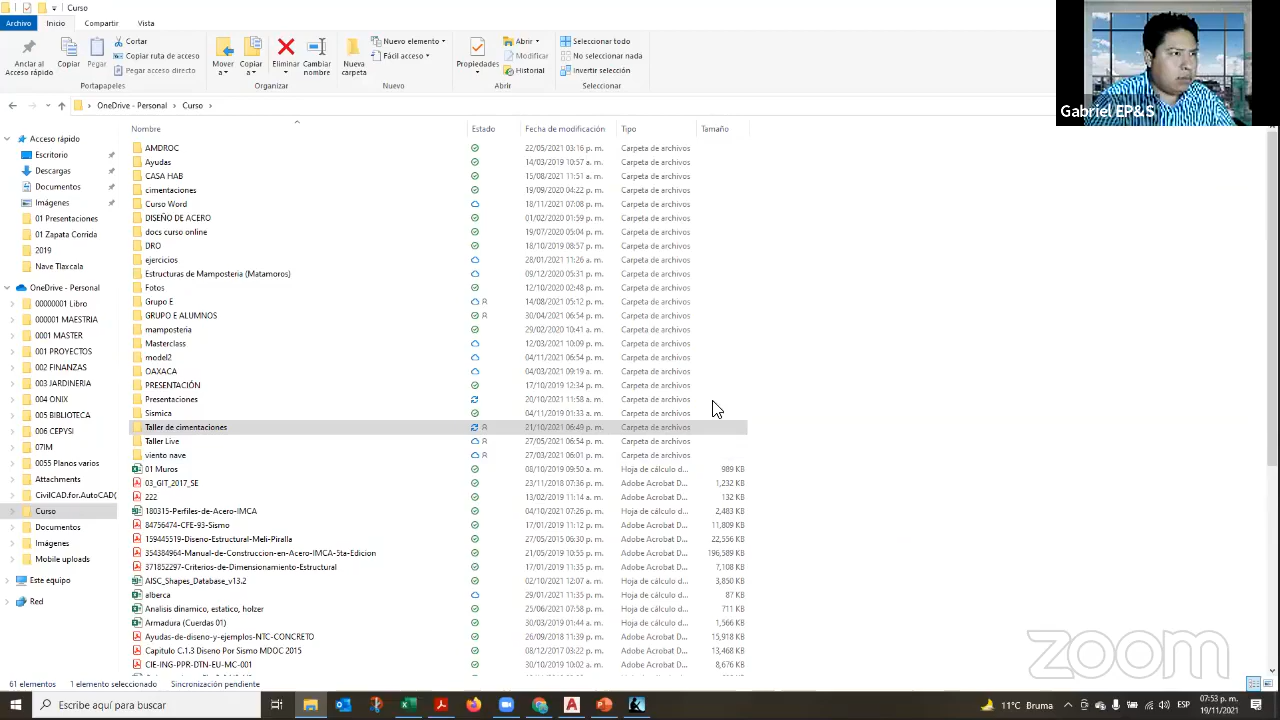 Curso
Archivo Inicio Compartir Vista
Anclar al Acceso rápido
Copiar
Pegar
Cortar
Copiar ruta de acceso
Pegar acceso directo
Portapapeles
Mover a
Copiar a
Eliminar
Cambiar nombre
Organizar
Nueva carpeta
Nuevo elemento
Fácil acceso
Nuevo
Propiedades
Abrir
Modificar
Historial
Abrir
Seleccionar todo
No seleccionar nada
Invertir selección
Seleccionar
Gabriel EP&S
OneDrive - Personal > Curso >
Nombre Estado Fecha de modificación Tipo Tamaño
Acceso rápido
Escritorio
Descargas
Documentos
Imágenes
01 Presentaciones
01 Zapata Corrida
2019
Nave Tlaxcala
OneDrive - Personal
00000001 Libro
000001 MAESTRIA
0001 MASTER
001 PROYECTOS
002 FINANZAS
003 JARDINERIA
004 ONIX
005 BIBLIOTECA
006 CEPYSI
07IM
0055 Planos varios
Attachments
CivilCAD.for.AutoCAD(
Curso
Documentos
Imágenes
Mobile uploads
Este equipo
Red
AMDROC 22/05/2021 03:16 p. m. Carpeta de archivos
Ayudas 14/03/2019 10:57 a. m. Carpeta de archivos
CASA HAB 15/08/2021 11:51 a. m. Carpeta de archivos
cimentaciones 19/09/2020 04:22 p. m. Carpeta de archivos
Curso Word 18/11/2021 07:08 p. m. Carpeta de archivos
DISEÑO DE ACERO 01/02/2020 01:59 p. m. Carpeta de archivos
docs curso online 19/07/2020 05:04 p. m. Carpeta de archivos
DRO 18/10/2019 08:57 p. m. Carpeta de archivos
ejercicios 28/01/2021 11:26 a. m. Carpeta de archivos
Estructuras de Mamposteria (Matamoros) 09/12/2020 05:31 p. m. Carpeta de archivos
Fotos 12/10/2020 02:48 p. m. Carpeta de archivos
Grupo E 14/08/2021 05:12 p. m. Carpeta de archivos
GRUPO E ALUMNOS 30/04/2021 06:54 p. m. Carpeta de archivos
mamposteria 29/02/2020 10:41 a. m. Carpeta de archivos
Masterclass 12/03/2021 10:09 p. m. Carpeta de archivos
model2 04/11/2021 06:54 p. m. Carpeta de archivos
OAXACA 04/03/2021 09:19 a. m. Carpeta de archivos
PRESENTACIÓN 17/10/2019 12:34 p. m. Carpeta de archivos
Presentaciones 20/10/2021 11:58 a. m. Carpeta de archivos
Sismica 04/11/2019 01:33 a. m. Carpeta de archivos
Taller de cimentaciones 21/10/2021 06:49 p. m. Carpeta de archivos
Taller Live 27/05/2021 06:54 p. m. Carpeta de archivos
viento nave 27/03/2021 06:01 p. m. Carpeta de archivos
01 Muros 08/10/2019 09:50 a. m. Hoja de cálculo d... 989 KB
03_GIT_2017_SE 23/11/2018 07:36 p. m. Adobe Acrobat D... 1,232 KB
222 13/02/2019 11:14 a. m. Adobe Acrobat D... 132 KB
180315-Perfiles-de-Acero-IMCA 04/10/2021 07:26 p. m. Hoja de cálculo d... 2,483 KB
84756474-CFE-93-Sismo 17/01/2019 11:12 p. m. Adobe Acrobat D... 11,809 KB
159445519-Diseno-Estructural-Meli-Piralla 27/05/2015 06:30 p. m. Adobe Acrobat D... 22,556 KB
354384964-Manual-de-Construccion-en-Acero-IMCA-5ta-Edicion 21/05/2019 10:55 p. m. Adobe Acrobat D... 196,589 KB
371852297-Criterios-de-Dimensionamiento-Estructural 17/01/2019 11:35 p. m. Adobe Acrobat D... 7,108 KB
AISC_Shapes_Database_v13.2 02/10/2021 12:07 a. m. Hoja de cálculo d... 3,850 KB
alberca 29/01/2021 11:35 p. m. Hoja de cálculo d... 87 KB
Analisis dinamico, estatico, holzer 25/06/2021 07:58 p. m. Hoja de cálculo d... 711 KB
Armadura (Cuerdas 01) 30/03/2019 01:44 a. m. Hoja de cálculo d... 1,566 KB
Ayudas-de-diseno-y-ejemplos-NTC-CONCRETO 26/09/2018 11:39 p. m. Adobe Acrobat D... 15,918 KB
Capitulo C.1.3 Diseno Por Sismo MDOC 2015 08/12/2017 03:22 p. m. Adobe Acrobat D... 13,468 KB
CIE-ING-PPR-DTN-EU-MC-001 30/10/2019 10:02 a. m. Adobe Acrobat D... 8,676 KB
zoom
61 elementos 1 elemento seleccionado Sincronización pendiente
Escribe aquí para buscar
11°C Bruma
ESP
07:53 p. m.
19/11/2021